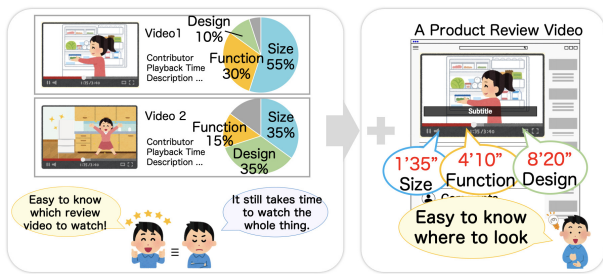 Video1
Contributor
Playback Time
Description ...
Design
10%
Function
30%
Size
55%
Video 2
Contributor
Playback Time
Description ...
Function
15%
Size
35%
Design
35%
Easy to know
which review
video to watch!
It still takes time
to watch the
whole thing.
A Product Review Video
Subtitle
1'35”
Size
4'10”
Function
8'20”
Design
Easy to know
where to look